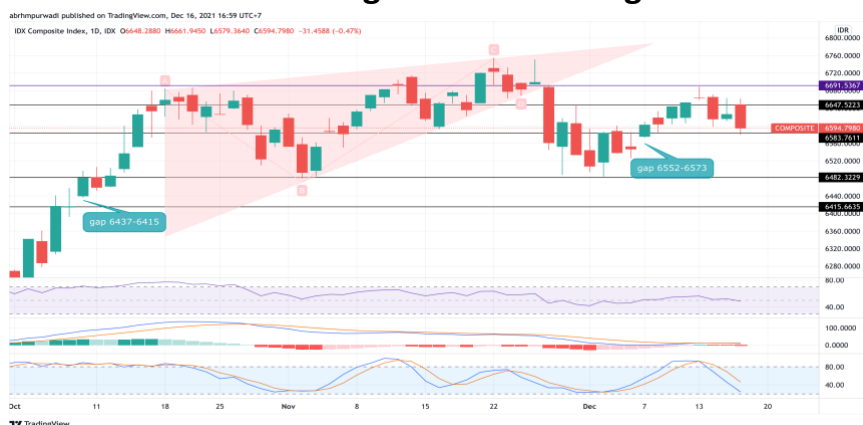 abrhmpurwadi published on TradingView.com, Dec 16, 2021 16:59 UTC+7
IDX Composite Index, 1D, IDX O6648.2880 H6661.9450 L6579.3640 C6594.7980 -31.4588 (-0.47%)
IDR
6800.0000
6760.0000
6720.0000
6691.5367
6647.5223
COMPOSITE 6594.7980
6583.7611
6520.0000
6482.3229
6440.0000
6415.6635
6360.0000
6320.0000
6280.0000
A
B
C
D
gap 6437-6415
gap 6552-6573
80.00
40.00
100.0000
0.0000
80.00
40.00
Oct 11 18 25 Nov 8 15 22 Dec 7 13 20
TradingView